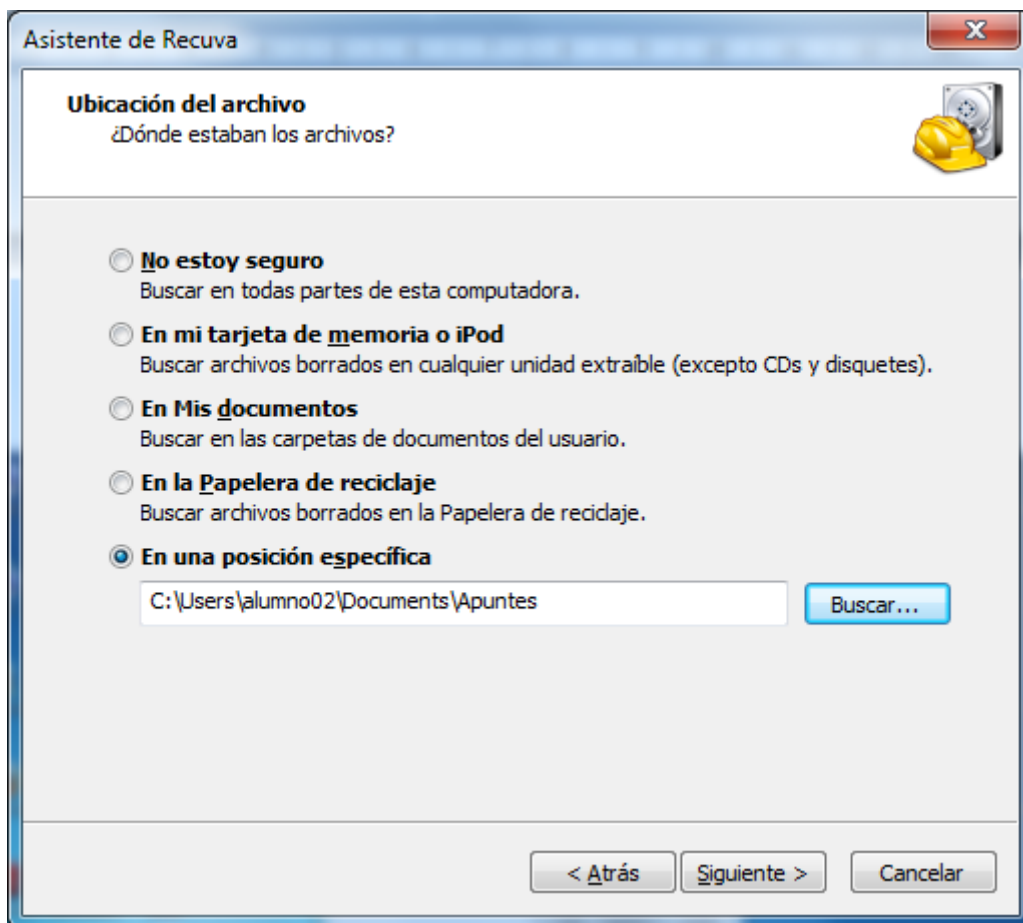 Asistente de Recuva
Ubicación del archivo
¿Dónde estaban los archivos?
No estoy seguro
Buscar en todas partes de esta computadora.
En mi tarjeta de memoria o iPod
Buscar archivos borrados en cualquier unidad extraíble (excepto CDs y disquetes).
En Mis documentos
Buscar en las carpetas de documentos del usuario.
En la Papelera de reciclaje
Buscar archivos borrados en la Papelera de reciclaje.
En una posición específica
C:\Users\alumno02\Documents\Apuntes
Buscar...
< Atrás
Siguiente >
Cancelar